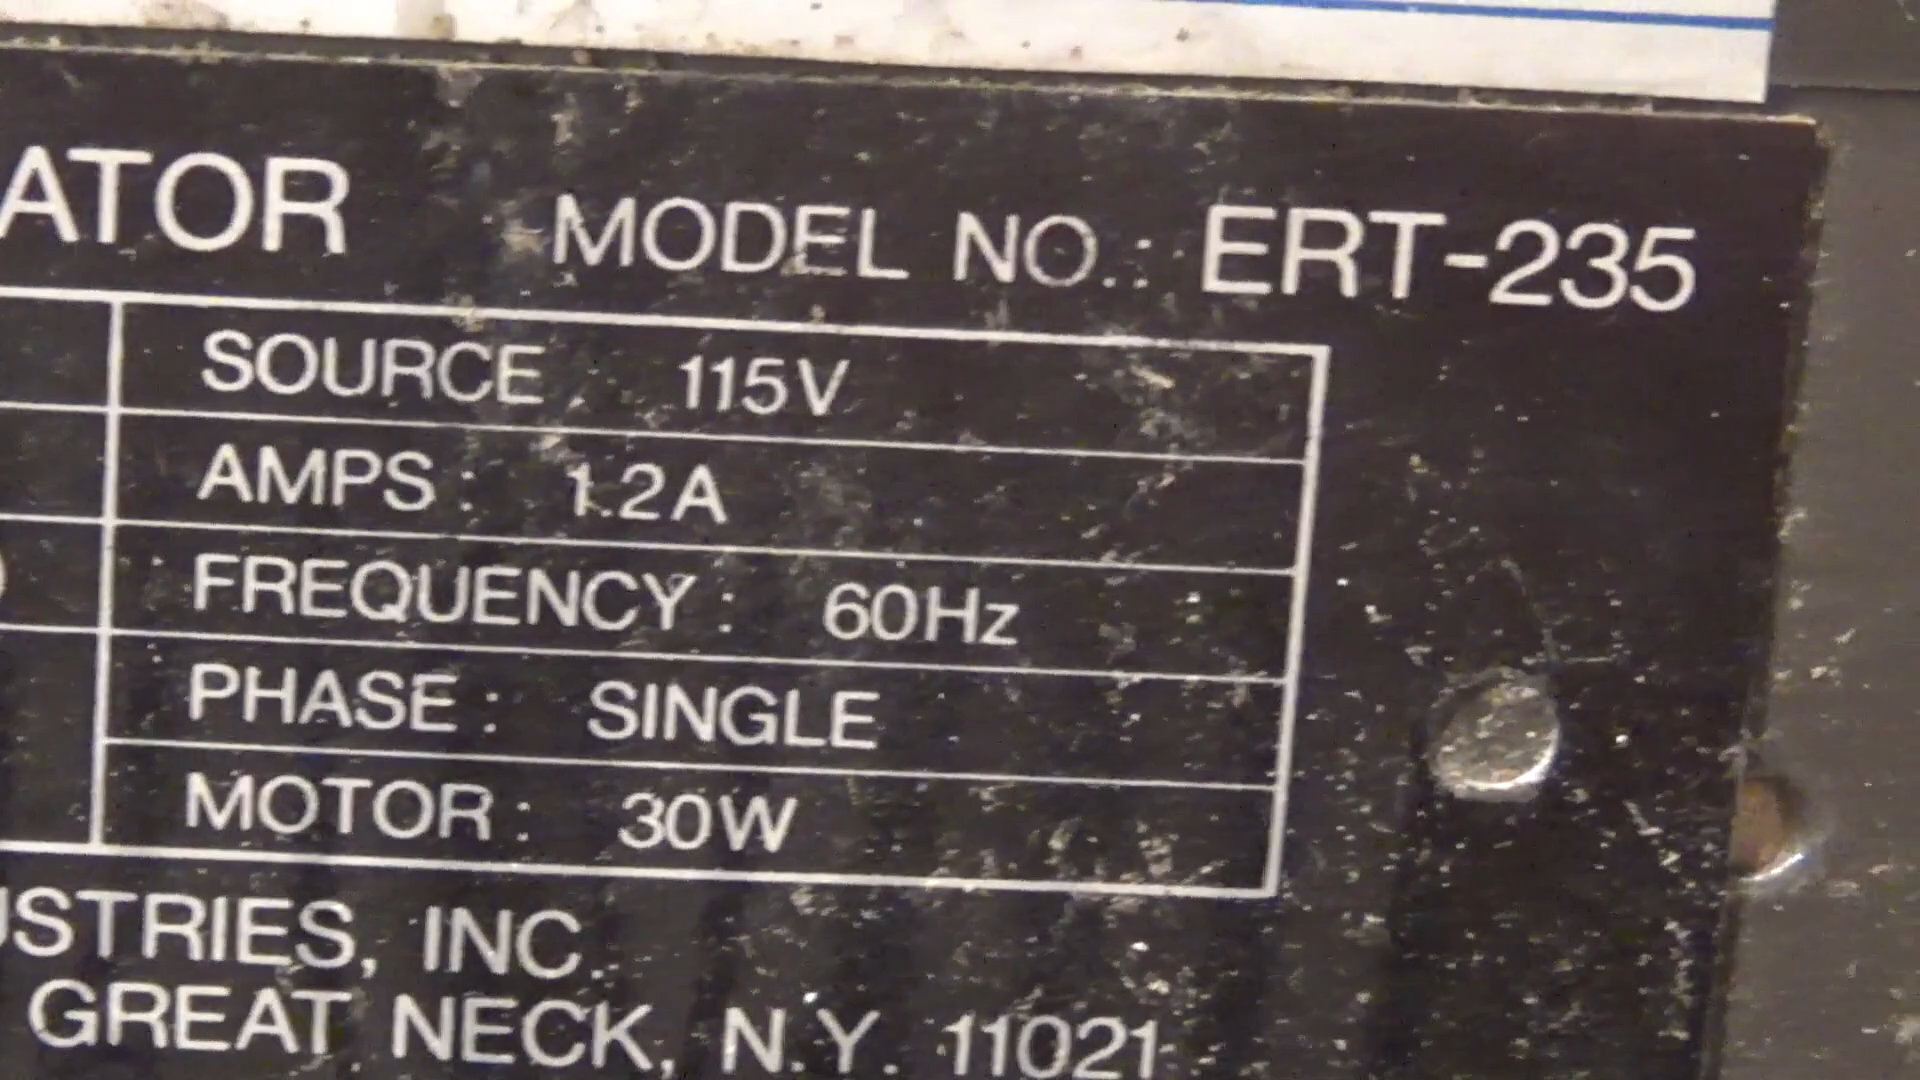 ATOR MODEL NO.: ERT-235
SOURCE : 115V
AMPS : 1.2A
FREQUENCY : 60Hz
PHASE : SINGLE
MOTOR : 30W
USTRIES, INC.
GREAT NECK, N.Y. 11021